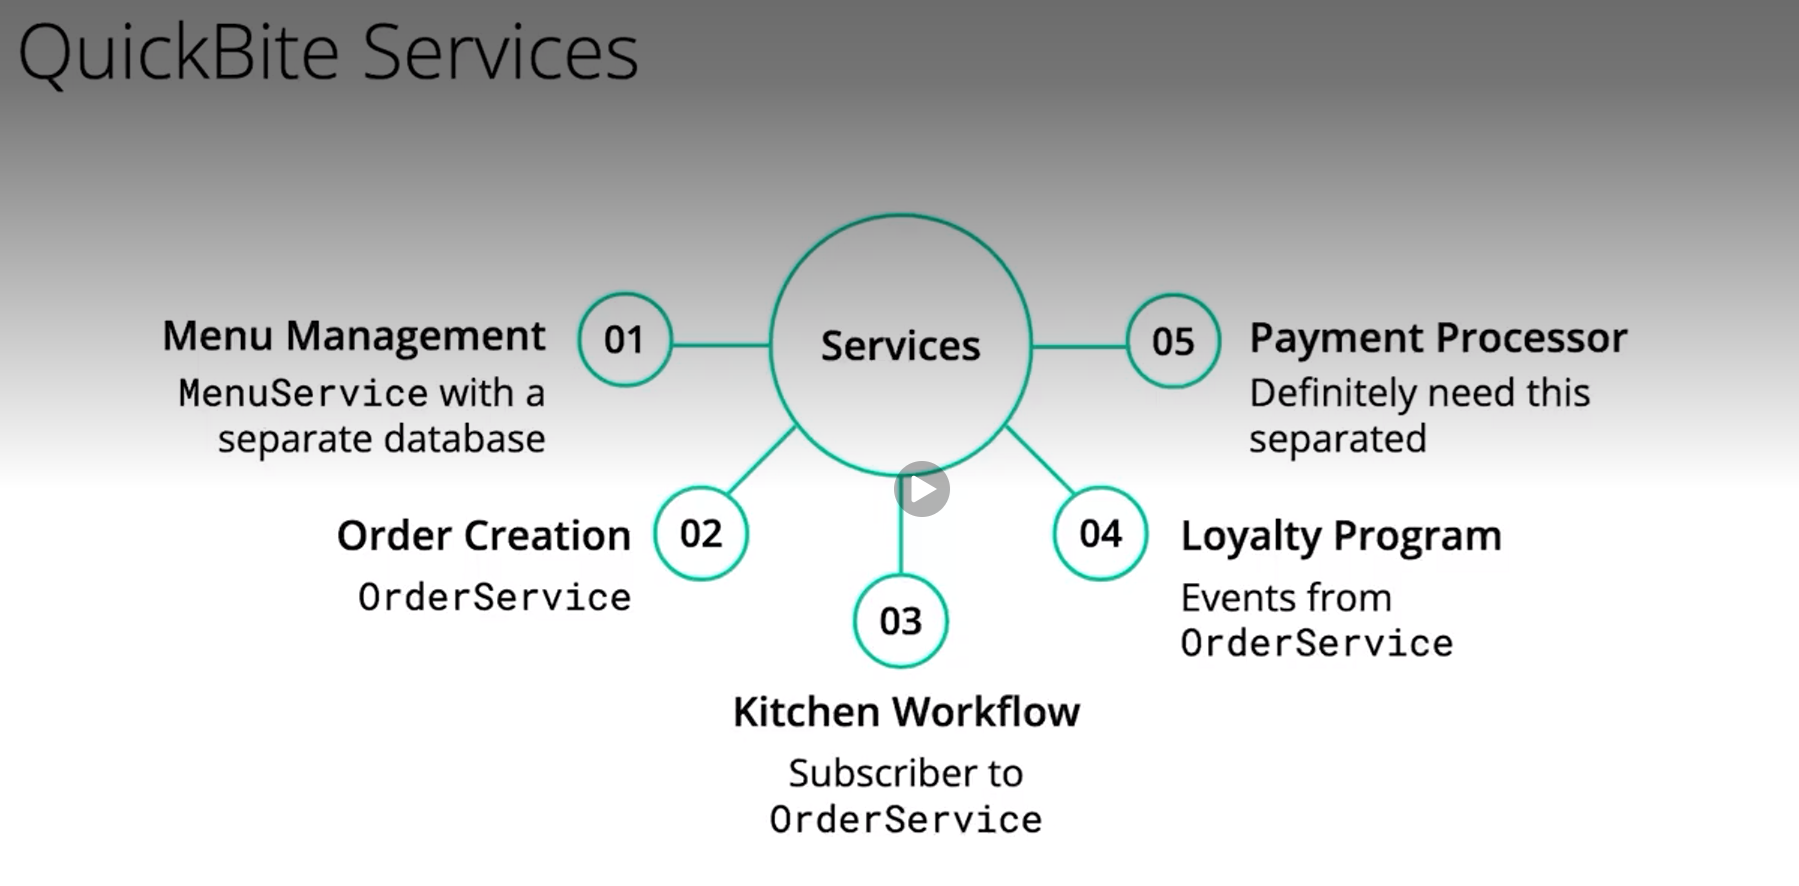 QuickBite Services
Services
01
Menu Management
MenuService with a
separate database
02
Order Creation
OrderService
03
Kitchen Workflow
Subscriber to
OrderService
04
Loyalty Program
Events from
OrderService
05
Payment Processor
Definitely need this
separated